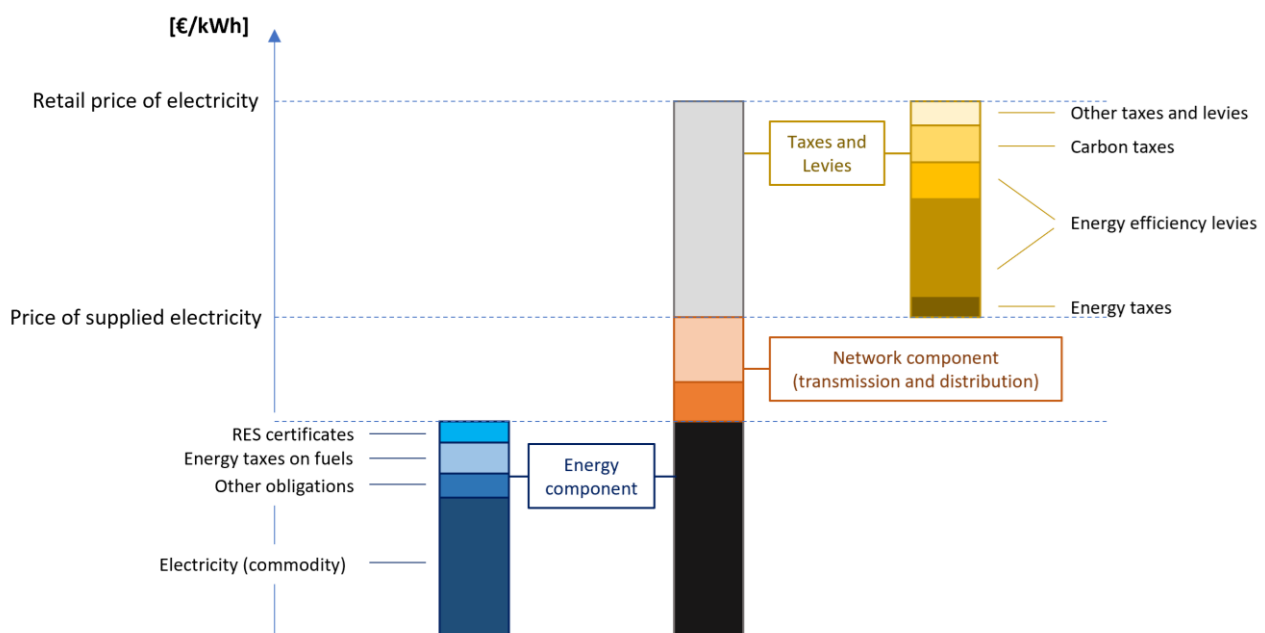 [€/kWh]
Retail price of electricity
Other taxes and levies
Taxes and
Levies
Carbon taxes
Energy efficiency levies
Energy taxes
Price of supplied electricity
Network component
(transmission and distribution)
RES certificates
Energy taxes on fuels
Other obligations
Energy
component
Electricity (commodity)